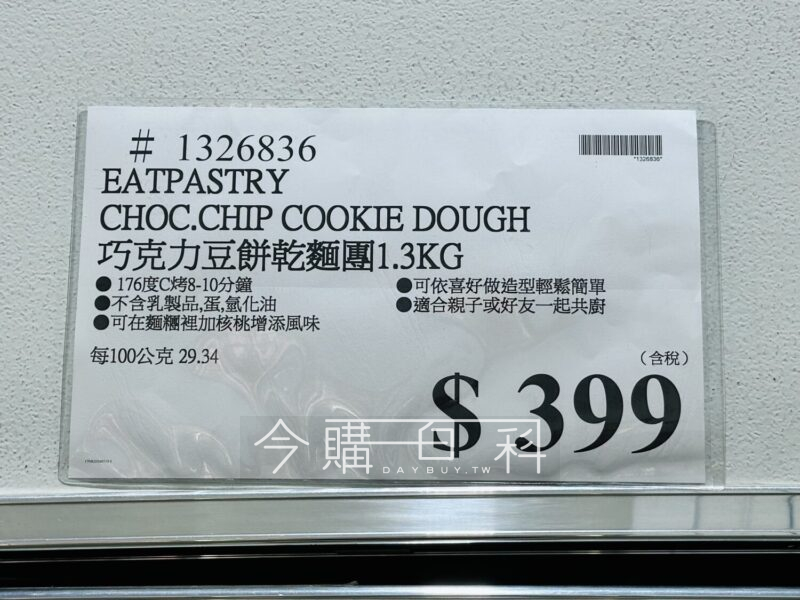 # 1326836
*1326836*
EATPASTRY
CHOC.CHIP COOKIE DOUGH
巧克力豆餅乾麵團1.3KG
●176度C烤8-10分鐘
●不含乳製品,蛋,氫化油
●可在麵糰裡加核桃增添風味
●可依喜好做造型輕鬆簡單
●適合親子或好友一起共廚
每100公克 29.34
(含稅)
$ 399
今購百科
DAYBUY.TW